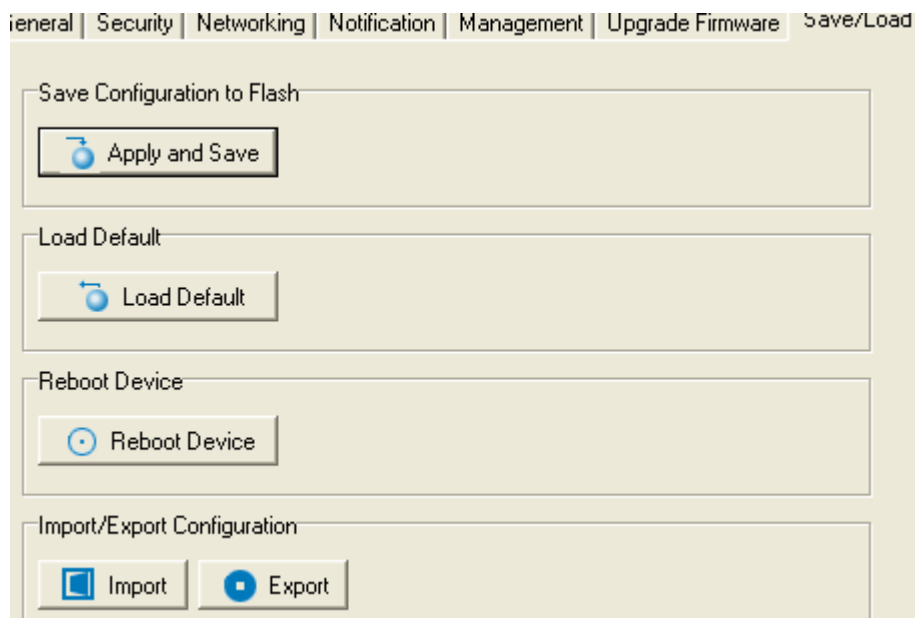 General Security Networking Notification Management Upgrade Firmware Save/Load
Save Configuration to Flash
Apply and Save
Load Default
Load Default
Reboot Device
Reboot Device
Import/Export Configuration
Import Export